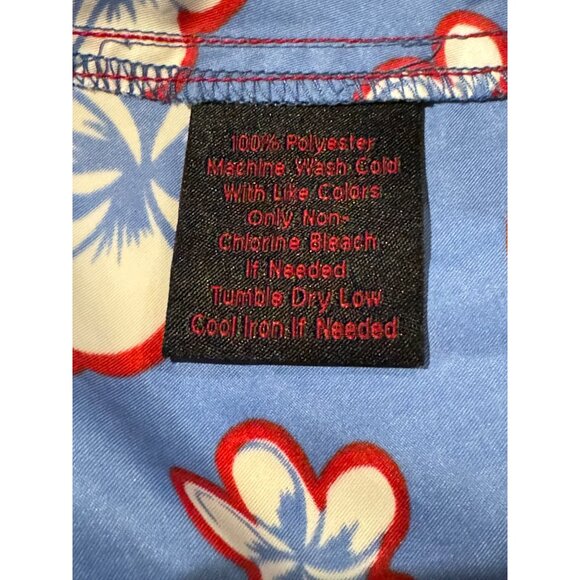 100% Polyester
Machine Wash Cold
With Like Colors
Only Non-
Chlorine Bleach
If Needed
Tumble Dry Low
Cool Iron If Needed